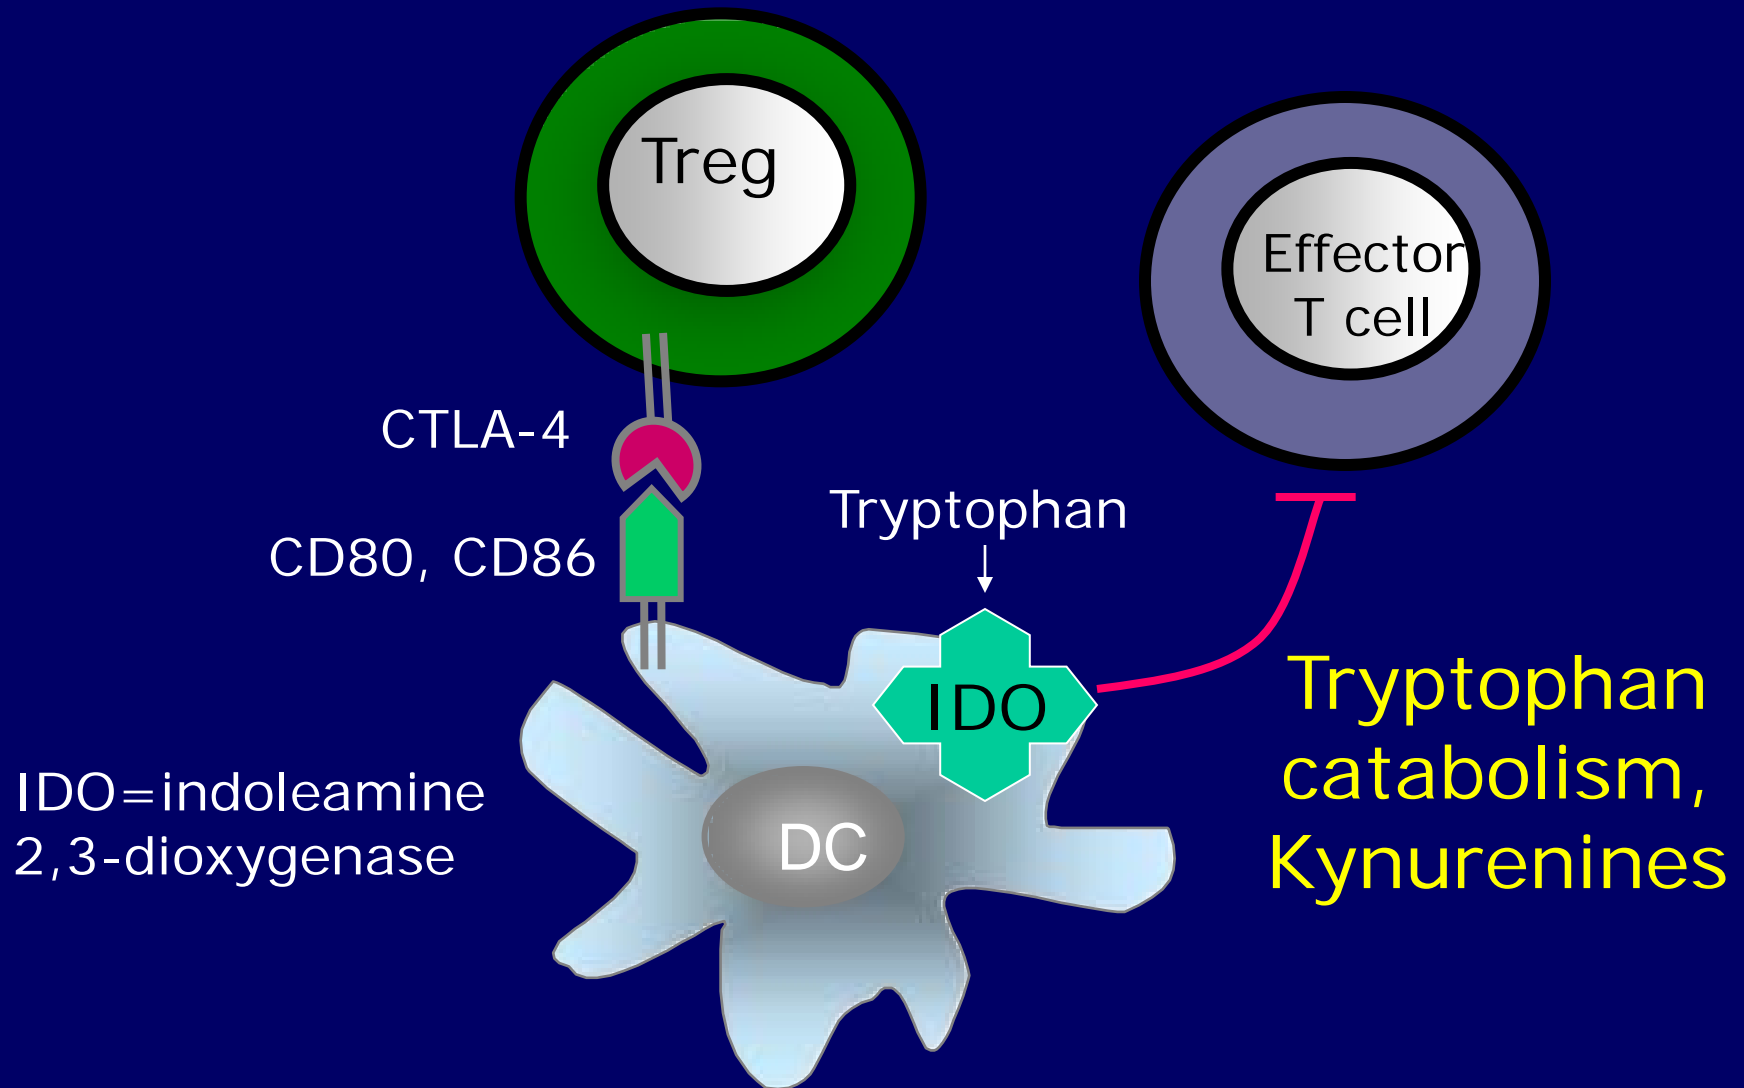 Treg
Effector
T cell
CTLA-4
Tryptophan
CD80, CD86
IDO
Tryptophan
catabolism,
Kynurenines
IDO=indoleamine
2,3-dioxygenase
DC